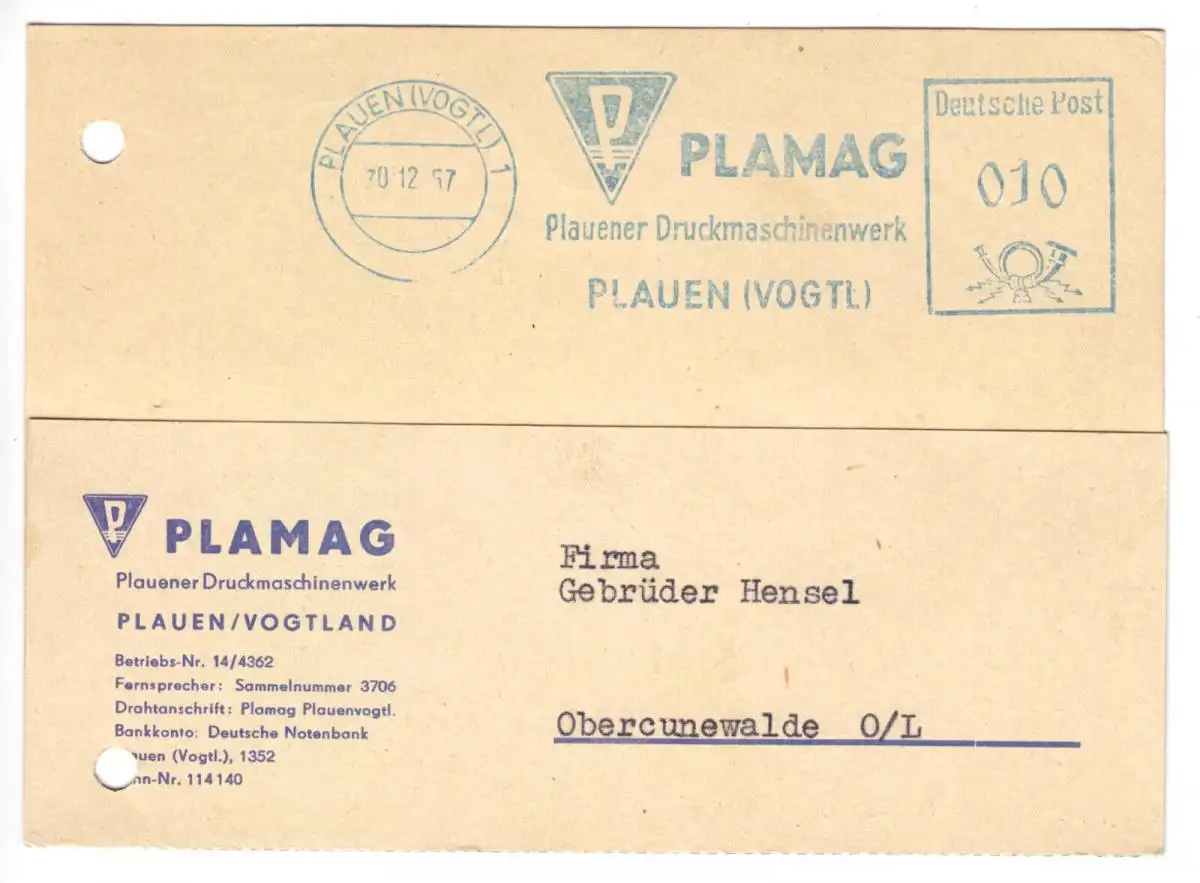 PLAUEN (VOGTL) 1
12 57
P
PLAMAG
Plauener Druckmaschinenwerk
PLAUEN (VOGTL)
Deutsche Post
010
P
PLAMAG
Plauener Druckmaschinenwerk
PLAUEN/VOGTLAND
Betriebs-Nr. 14/4362
Fernsprecher: Sammelnummer 3706
Drahtanschrift: Plamag Plauenvogtl.
Bankkonto: Deutsche Notenbank
(Vogtl.), 1352
114140
Firma
Gebrüder Hensel
Obercunewalde O/L